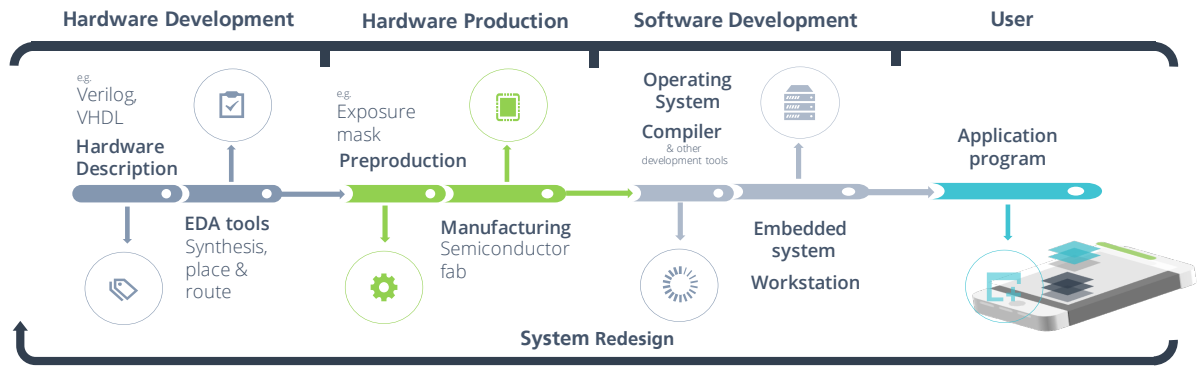 Hardware Development
Hardware Production
Software Development
User
e.g.
Verilog,
VHDL
Hardware
Description
EDA tools
Synthesis,
place &
route
e.g.
Exposure
mask
Preproduction
Manufacturing
Semiconductor
fab
Operating
System
Compiler
& other
development tools
Embedded
system
Workstation
Application
program
System Redesign